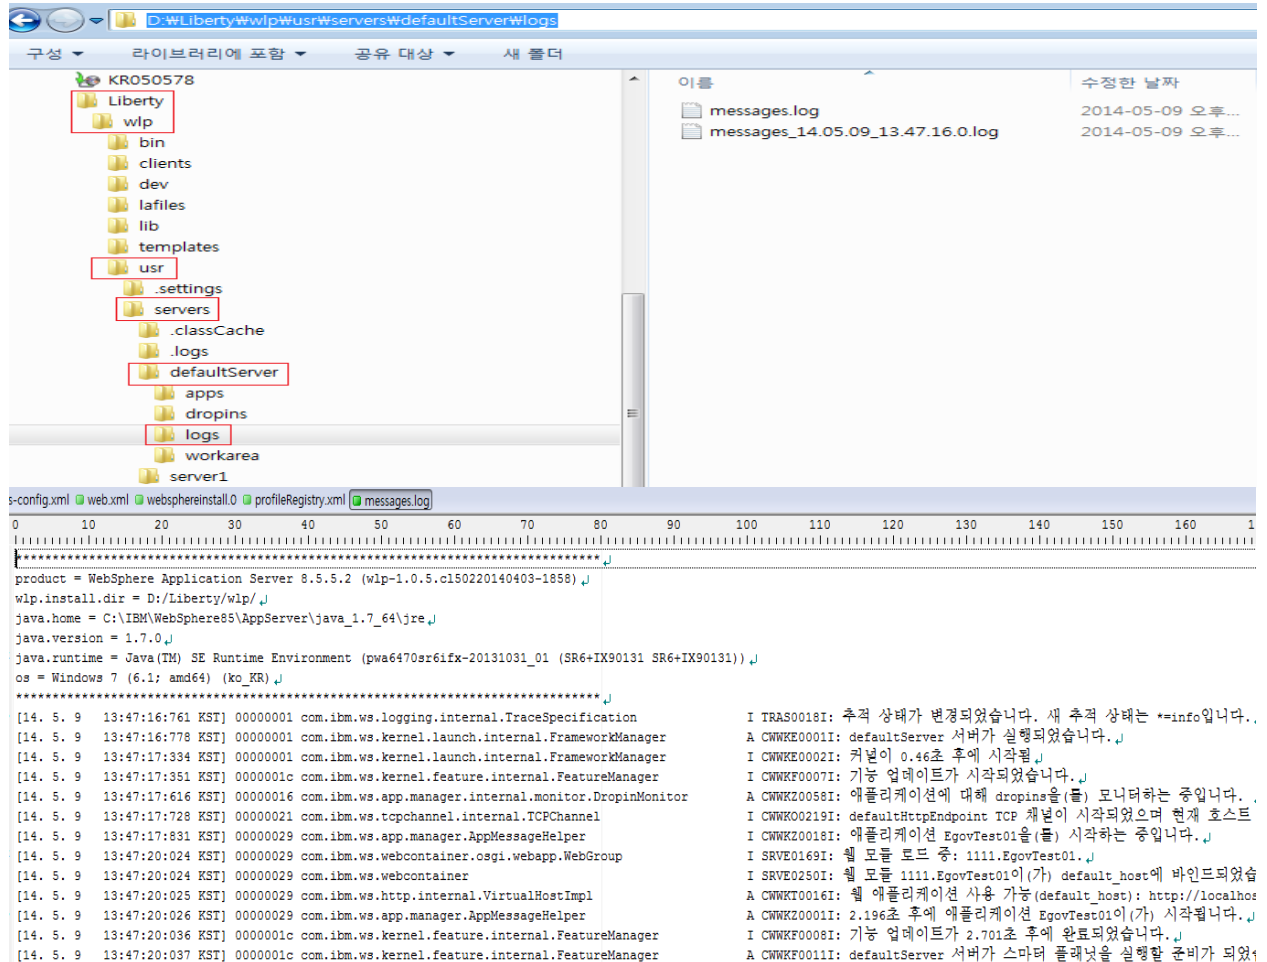 D:₩Liberty₩wlp₩usr₩servers₩defaultServer₩logs
구성 라이브러리에 포함 공유 대상 새 폴더
KR050578
Liberty
wlp
bin
clients
dev
lafiles
lib
templates
usr
.settings
servers
.classCache
.logs
defaultServer
apps
dropins
logs
workarea
server1
이름 수정한 날짜
messages.log 2014-05-09 오후...
messages_14.05.09_13.47.16.0.log 2014-05-09 오후...
s-config.xml web.xml websphereinstall.0 profileRegistry.xml messages.log
0 10 20 30 40 50 60 70 80 90 100 110 120 130 140 150 160 1
********************************************************************************
product = WebSphere Application Server 8.5.5.2 (wlp-1.0.5.cl50220140403-1858)
wlp.install.dir = D:/Liberty/wlp/
java.home = C:\IBM\WebSphere85\AppServer\java_1.7_64\jre
java.version = 1.7.0
java.runtime = Java(TM) SE Runtime Environment (pwa6470sr6ifx-20131031_01 (SR6+IX90131 SR6+IX90131))
os = Windows 7 (6.1; amd64) (ko_KR)
********************************************************************************
[14. 5. 9 13:47:16:761 KST] 00000001 com.ibm.ws.logging.internal.TraceSpecification I TRAS0018I: 추적 상태가 변경되었습니다. 새 추적 상태는 *=info입니다.
[14. 5. 9 13:47:16:778 KST] 00000001 com.ibm.ws.kernel.launch.internal.FrameworkManager A CWWKE0001I: defaultServer 서버가 실행되었습니다.
[14. 5. 9 13:47:17:334 KST] 00000001 com.ibm.ws.kernel.launch.internal.FrameworkManager I CWWKE0002I: 커널이 0.46초 후에 시작됨
[14. 5. 9 13:47:17:351 KST] 0000001c com.ibm.ws.kernel.feature.internal.FeatureManager I CWWKF0007I: 기능 업데이트가 시작되었습니다.
[14. 5. 9 13:47:17:616 KST] 00000016 com.ibm.ws.app.manager.internal.monitor.DropinMonitor A CWWKZ0058I: 애플리케이션에 대해 dropins을(를) 모니터하는 중입니다.
[14. 5. 9 13:47:17:728 KST] 00000021 com.ibm.ws.tcpchannel.internal.TCPChannel I CWWKO0219I: defaultHttpEndpoint TCP 채널이 시작되었으며 현재 호스트
[14. 5. 9 13:47:17:831 KST] 00000029 com.ibm.ws.app.manager.AppMessageHelper I CWWKZ0018I: 애플리케이션 EgovTest01을(를) 시작하는 중입니다.
[14. 5. 9 13:47:20:024 KST] 00000029 com.ibm.ws.webcontainer.osgi.webapp.WebGroup I SRVE0169I: 웹 모듈 로드 중: 1111.EgovTest01.
[14. 5. 9 13:47:20:024 KST] 00000029 com.ibm.ws.webcontainer I SRVE0250I: 웹 모듈 1111.EgovTest01이(가) default_host에 바인드되었습
[14. 5. 9 13:47:20:025 KST] 00000029 com.ibm.ws.http.internal.VirtualHostImpl A CWWKT0016I: 웹 애플리케이션 사용 가능(default_host): http://localhos
[14. 5. 9 13:47:20:026 KST] 00000029 com.ibm.ws.app.manager.AppMessageHelper A CWWKZ0001I: 2.196초 후에 애플리케이션 EgovTest01이(가) 시작됩니다.
[14. 5. 9 13:47:20:036 KST] 0000001c com.ibm.ws.kernel.feature.internal.FeatureManager I CWWKF0008I: 기능 업데이트가 2.701초 후에 완료되었습니다.
[14. 5. 9 13:47:20:037 KST] 0000001c com.ibm.ws.kernel.feature.internal.FeatureManager A CWWKF0011I: defaultServer 서버가 스마터 플래닛을 실행할 준비가 되었